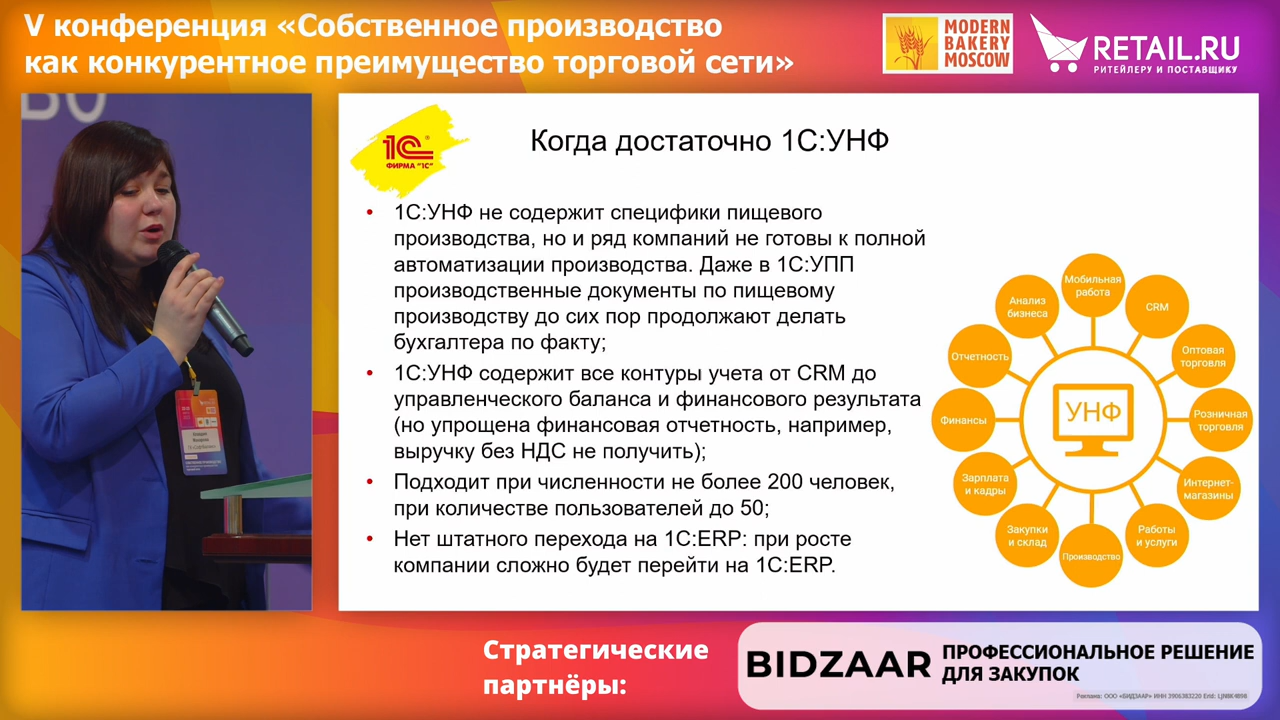 V конференция «Собственное производство
как конкурентное преимущество торговой сети»
MODERN
BAKERY
MOSCOW
RETAIL.RU
РИТЕЙЛЕРУ И ПОСТАВЩИКУ
ВО
1С
®
ФИРМА "1С"
Когда достаточно 1С:УНФ
• 1С:УНФ не содержит специфики пищевого
производства, но и ряд компаний не готовы к полной
автоматизации производства. Даже в 1С:УПП
производственные документы по пищевому
производству до сих пор продолжают делать
бухгалтера по факту;
• 1С:УНФ содержит все контуры учета от CRM до
управленческого баланса и финансового результата
(но упрощена финансовая отчетность, например,
выручку без НДС не получить);
• Подходит при численности не более 200 человек,
при количестве пользователей до 50;
• Нет штатного перехода на 1С:ERP: при росте
компании сложно будет перейти на 1С:ERP.
Мобильная
работа
CRM
Оптовая
торговля
Розничная
торговля
Интернет-
магазины
Работы
и услуги
Производство
Закупки
и склад
Зарплата
и кадры
Финансы
Отчетность
Анализ
бизнеса
УНФ
Стратегические
партнёры:
BIDZAAR
ПРОФЕССИОНАЛЬНОЕ РЕШЕНИЕ
ДЛЯ ЗАКУПОК
Реклама: ООО «БИДЗААР» ИНН 3906383220